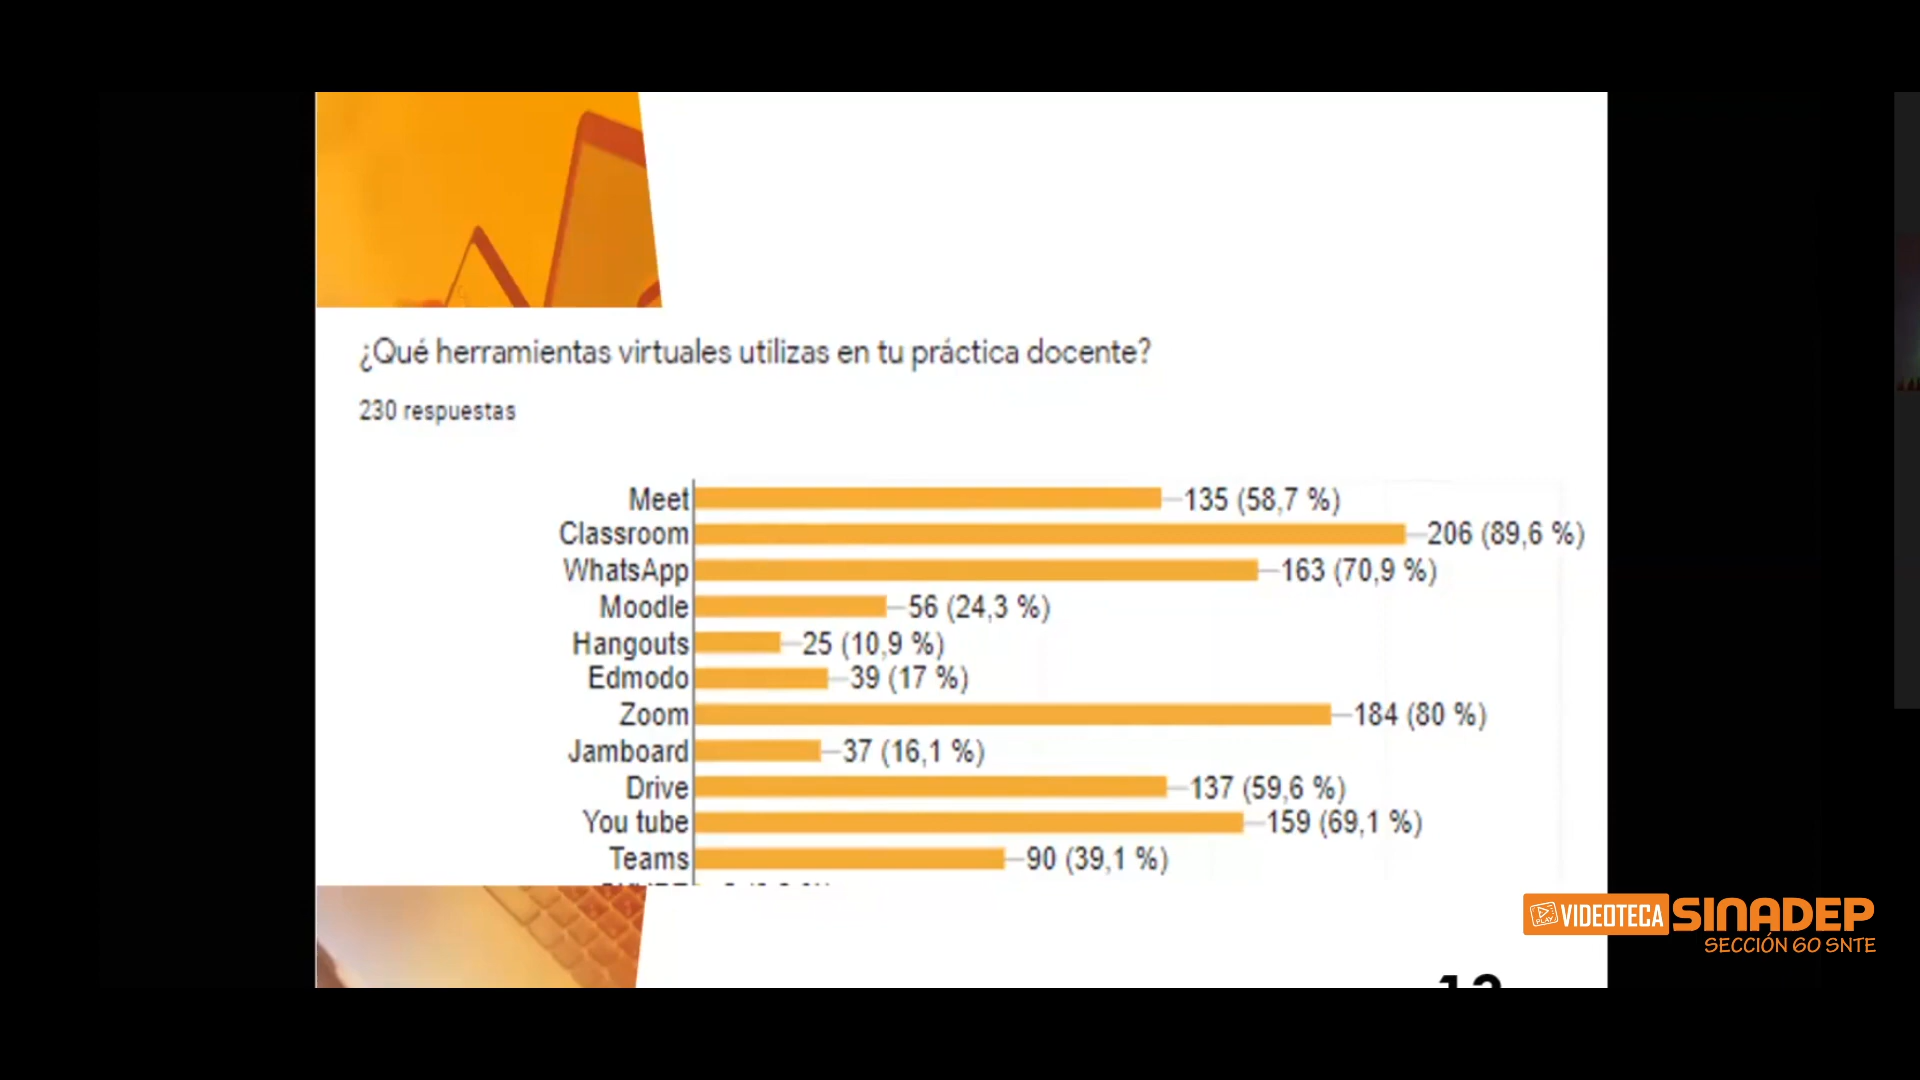 ¿Qué herramientas virtuales utilizas en tu práctica docente?
230 respuestas
Meet 135 (58,7 %)
Classroom 206 (89,6 %)
WhatsApp 163 (70,9 %)
Moodle 56 (24,3 %)
Hangouts 25 (10,9 %)
Edmodo 39 (17 %)
Zoom 184 (80 %)
Jamboard 37 (16,1 %)
Drive 137 (59,6 %)
You tube 159 (69,1 %)
Teams 90 (39,1 %)
PLAY VIDEOTECA SINADEP
SECCIÓN 60 SNTE